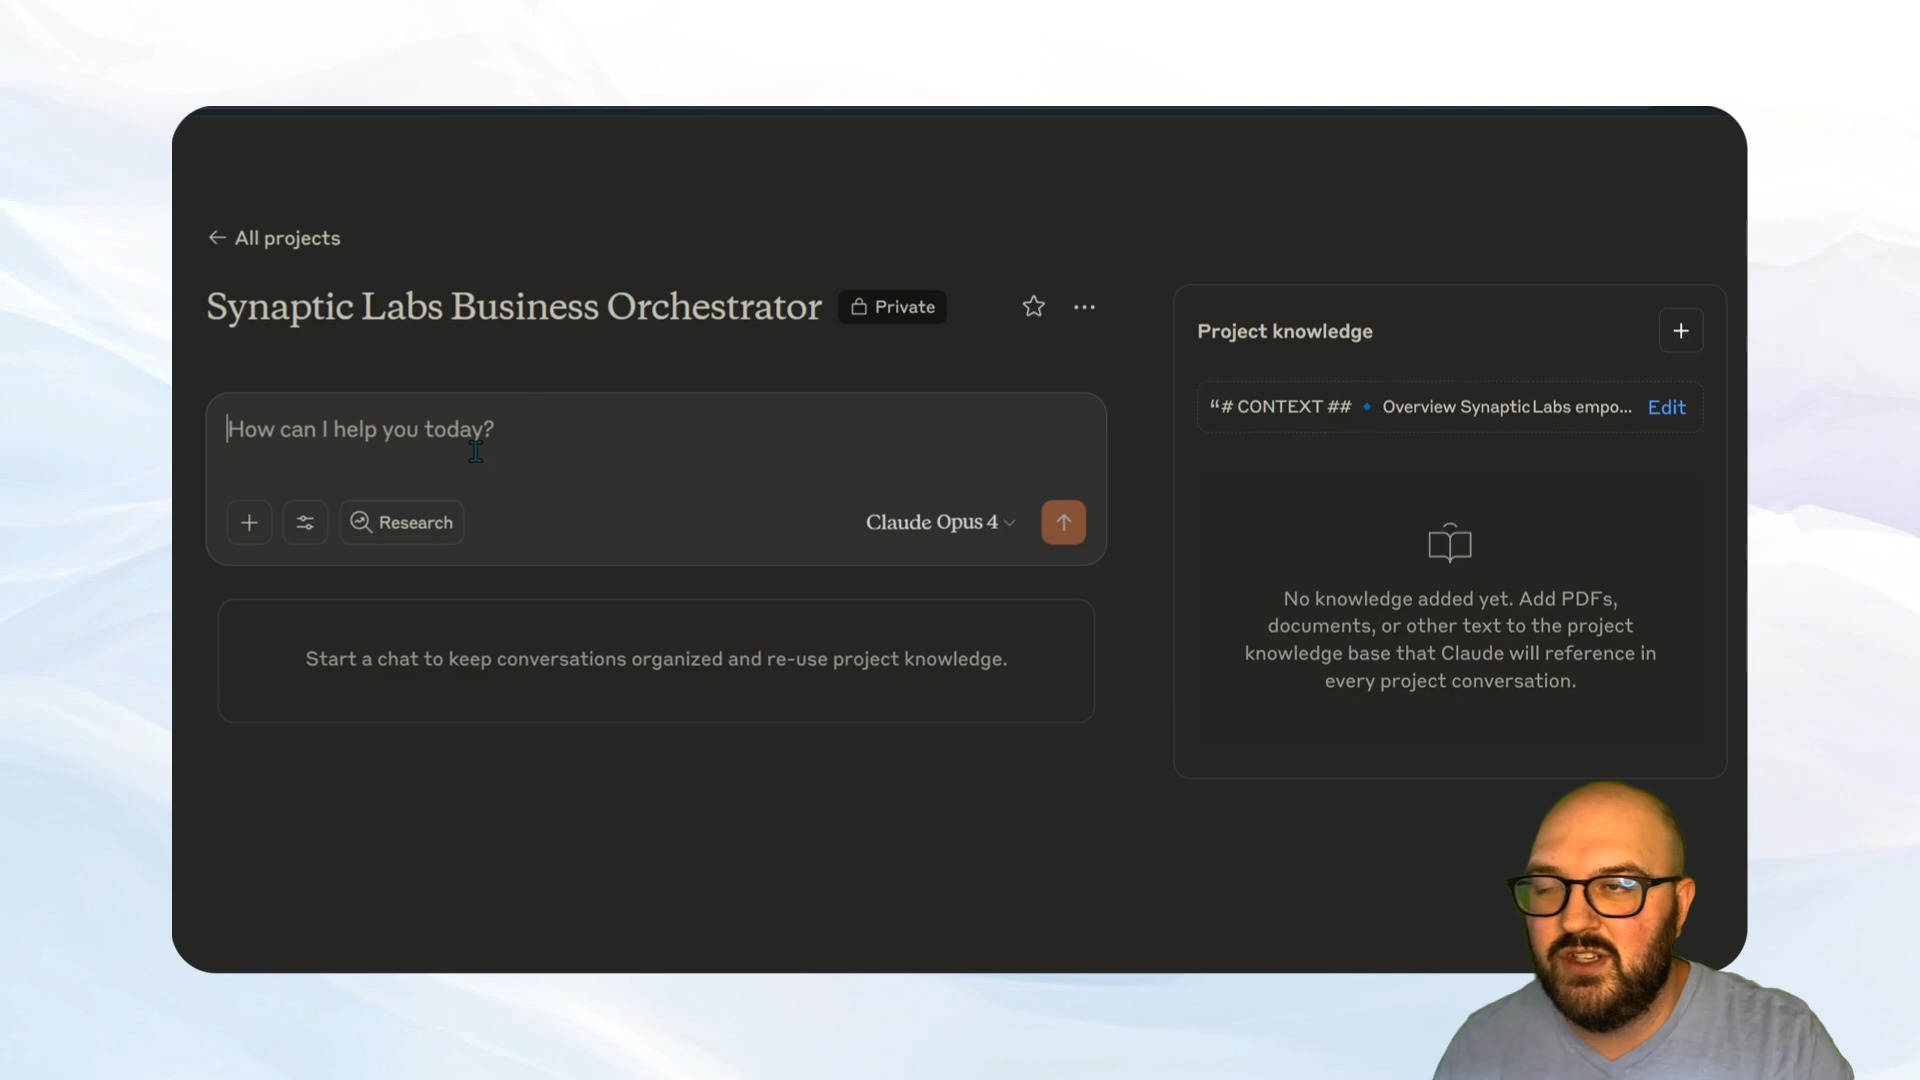 ← All projects
Synaptic Labs Business Orchestrator
Private
How can I help you today?
Research
Claude Opus 4
Start a chat to keep conversations organized and re-use project knowledge.
Project knowledge
“# CONTEXT ## 🔹 Overview Synaptic Labs empo...
Edit
No knowledge added yet. Add PDFs,
documents, or other text to the project
knowledge base that Claude will reference in
every project conversation.